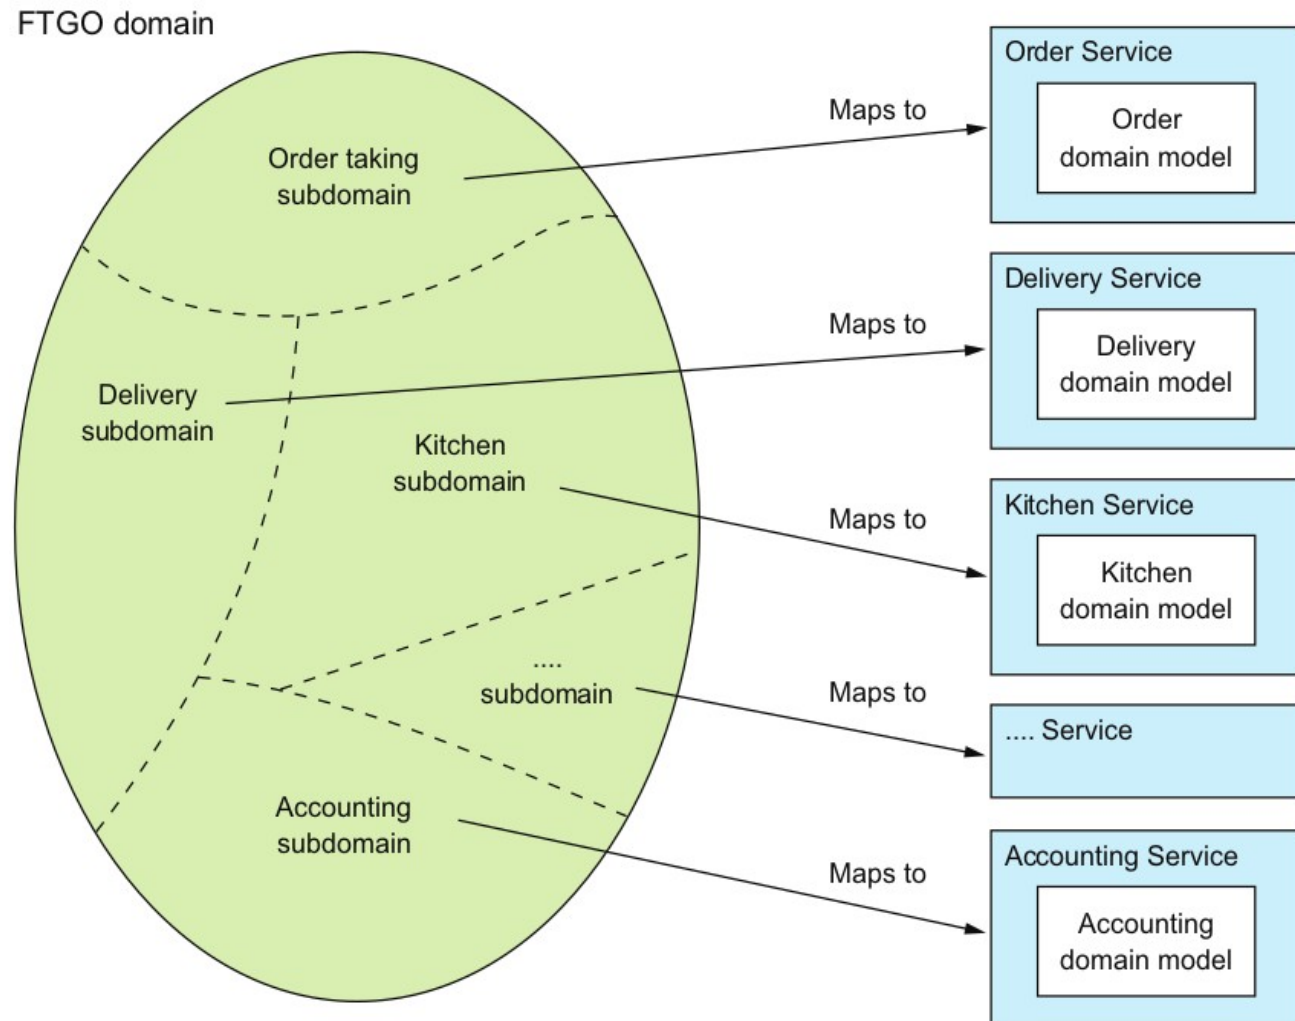 FTGO domain
Order taking
subdomain
Delivery
subdomain
Kitchen
subdomain
....
subdomain
Accounting
subdomain
Maps to
Maps to
Maps to
Maps to
Maps to
Order Service
Order
domain model
Delivery Service
Delivery
domain model
Kitchen Service
Kitchen
domain model
.... Service
Accounting Service
Accounting
domain model